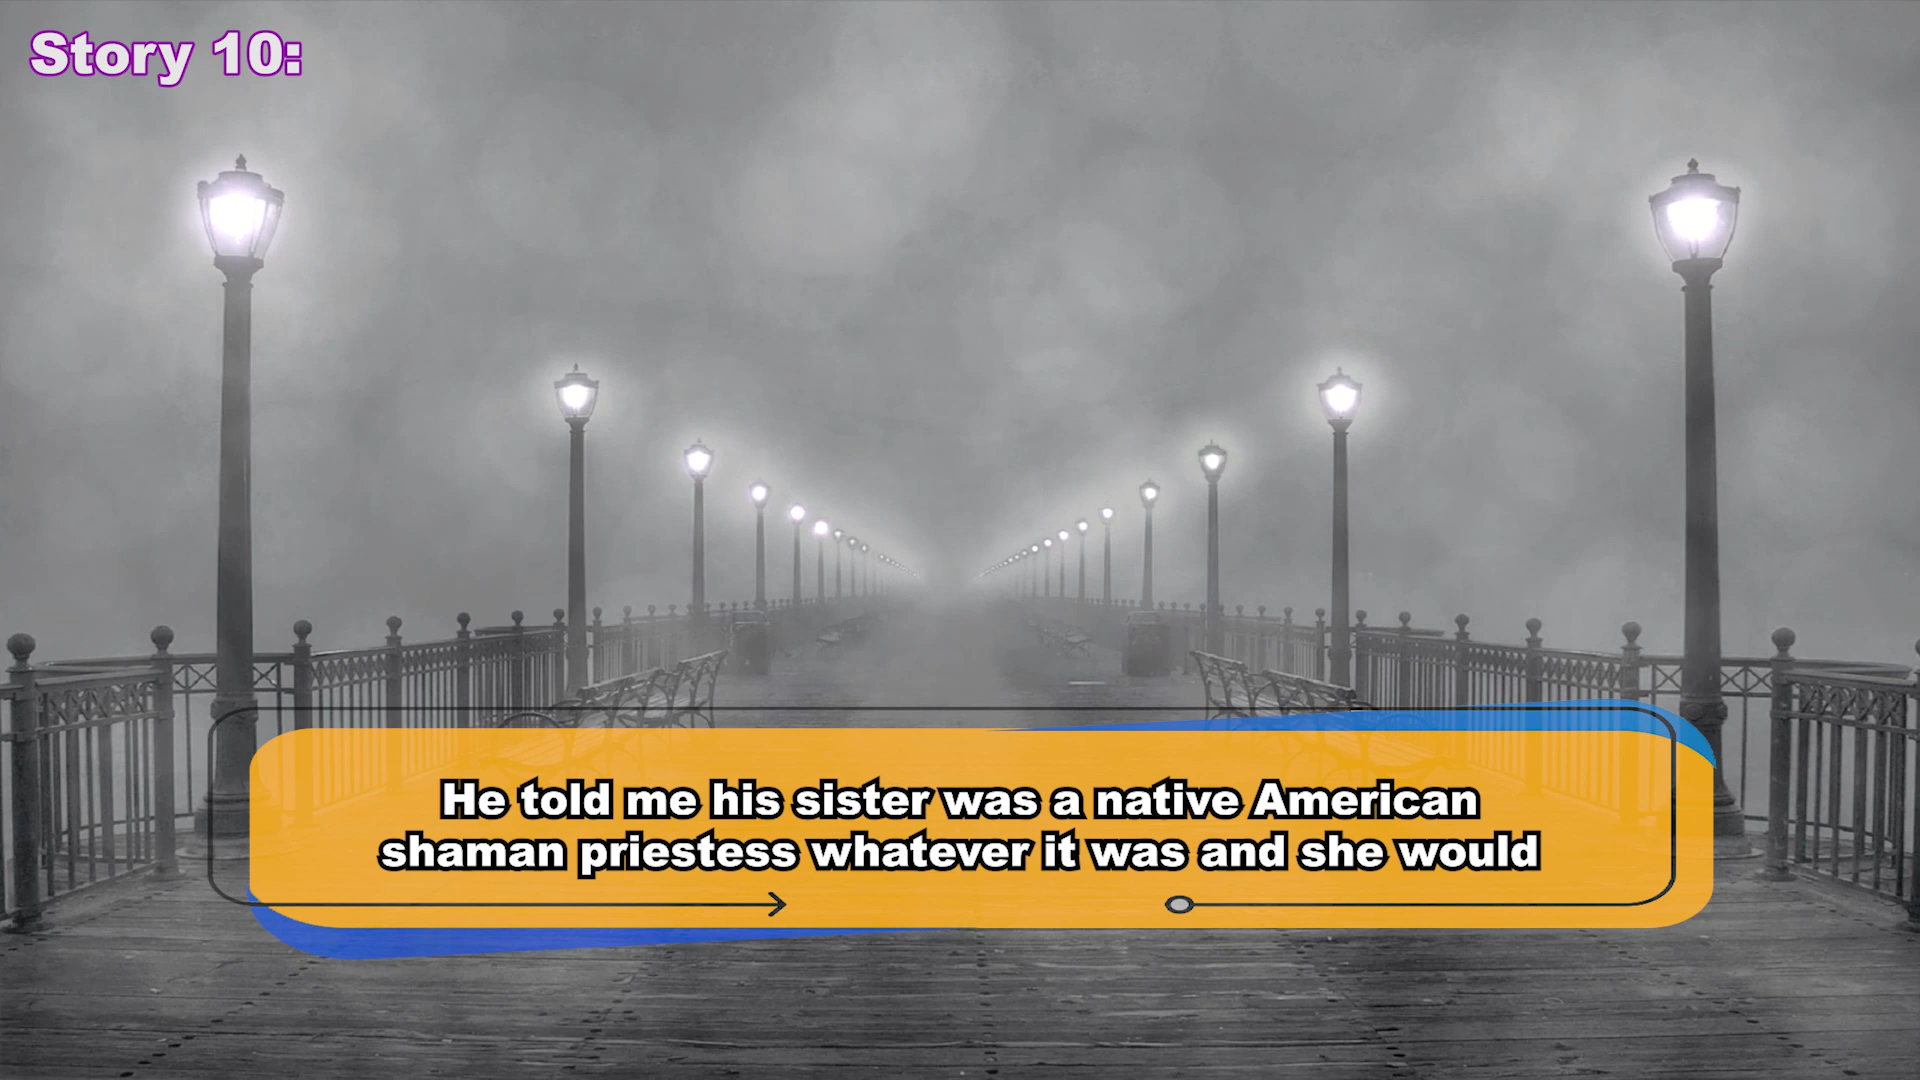 Story 10:
He told me his sister was a native American
shaman priestess whatever it was and she would